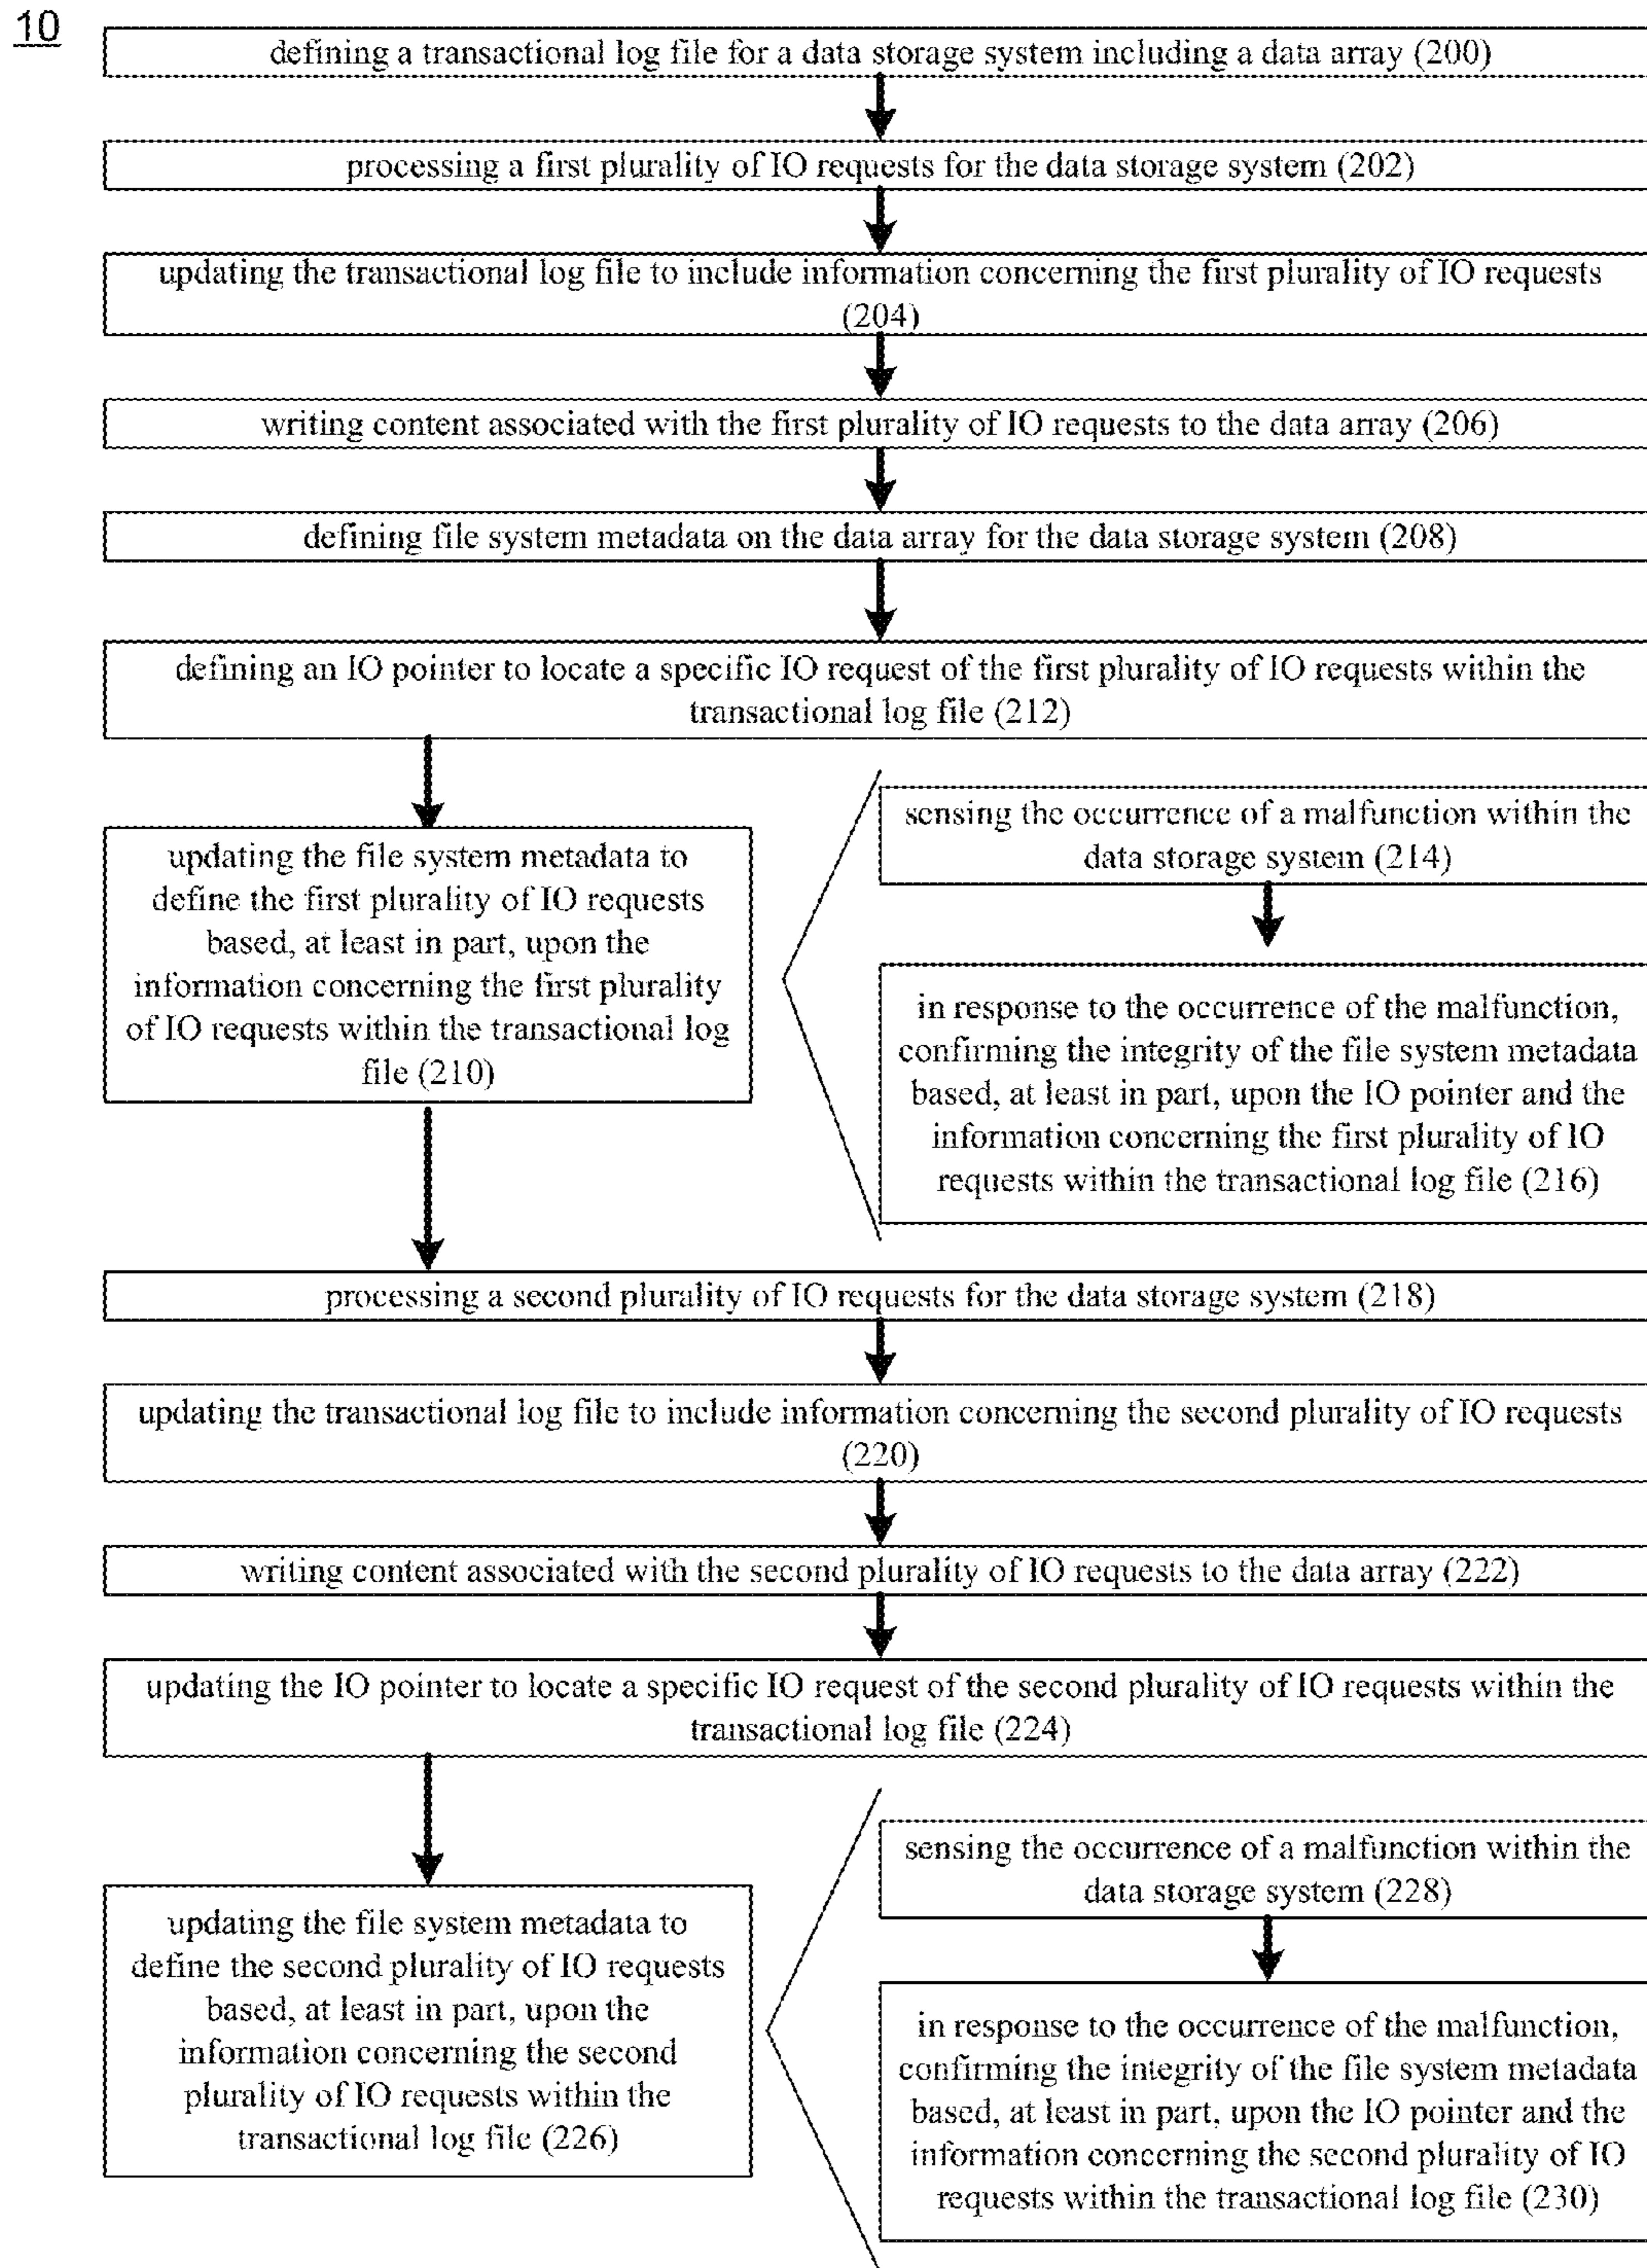 10
defining a transactional log file for a data storage system including a data array (200)
processing a first plurality of IO requests for the data storage system (202)
updating the transactional log file to include information concerning the first plurality of IO requests
(204)
writing content associated with the first plurality of IO requests to the data array (206)
defining file system metadata on the data array for the data storage system (208)
defining an IO pointer to locate a specific IO request of the first plurality of IO requests within the
transactional log file (212)
updating the file system metadata to
define the first plurality of IO requests
based, at least in part, upon the
information concerning the first plurality
of IO requests within the transactional log
file (210)
sensing the occurrence of a malfunction within the
data storage system (214)
in response to the occurrence of the malfunction,
confirming the integrity of the file system metadata
based, at least in part, upon the IO pointer and the
information concerning the first plurality of IO
requests within the transactional log file (216)
processing a second plurality of IO requests for the data storage system (218)
updating the transactional log file to include information concerning the second plurality of IO requests
(220)
writing content associated with the second plurality of IO requests to the data array (222)
updating the IO pointer to locate a specific IO request of the second plurality of IO requests within the
transactional log file (224)
updating the file system metadata to
define the second plurality of IO requests
based, at least in part, upon the
information concerning the second
plurality of IO requests within the
transactional log file (226)
sensing the occurrence of a malfunction within the
data storage system (228)
in response to the occurrence of the malfunction,
confirming the integrity of the file system metadata
based, at least in part, upon the IO pointer and the
information concerning the second plurality of IO
requests within the transactional log file (230)